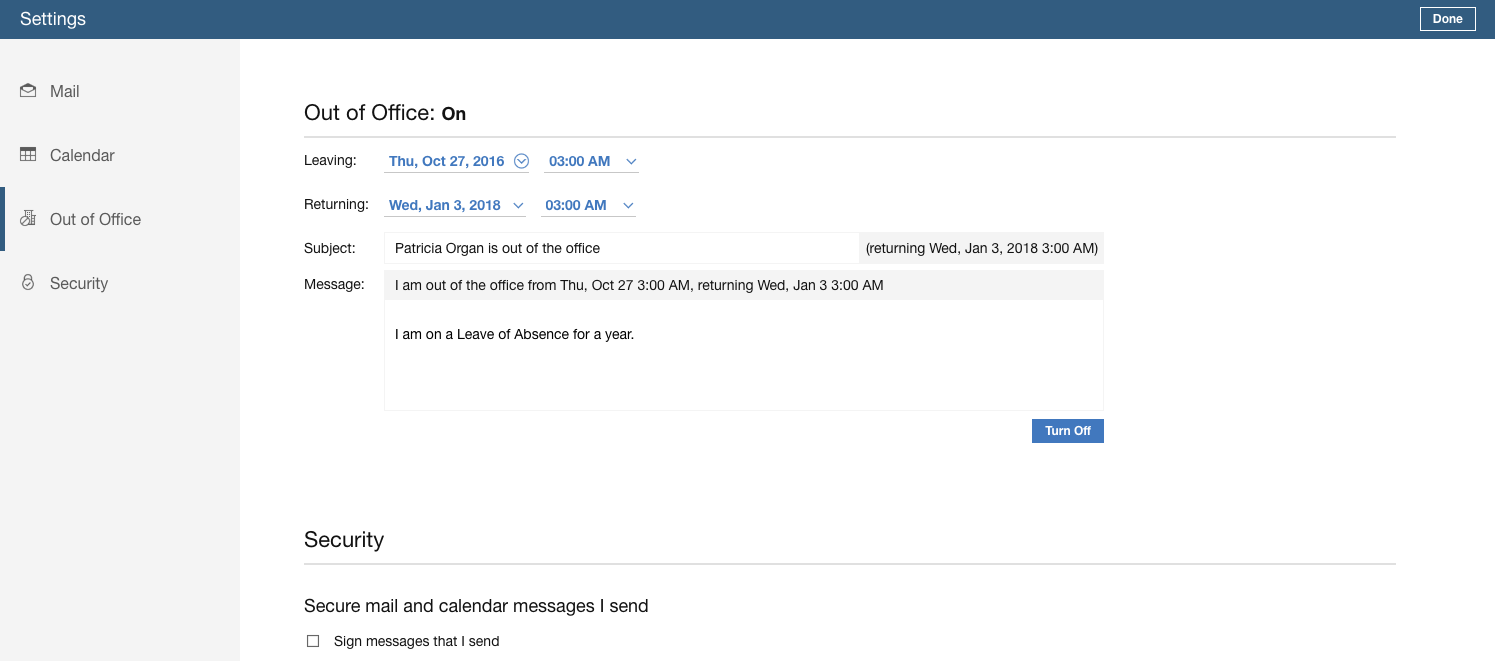 Settings
Done
Mail
Calendar
Out of Office
Security
Out of Office: On
Leaving: Thu, Oct 27, 2016 03:00 AM
Returning: Wed, Jan 3, 2018 03:00 AM
Subject: Patricia Organ is out of the office (returning Wed, Jan 3, 2018 3:00 AM)
Message: I am out of the office from Thu, Oct 27 3:00 AM, returning Wed, Jan 3 3:00 AM
I am on a Leave of Absence for a year.
Turn Off
Security
Secure mail and calendar messages I send
Sign messages that I send